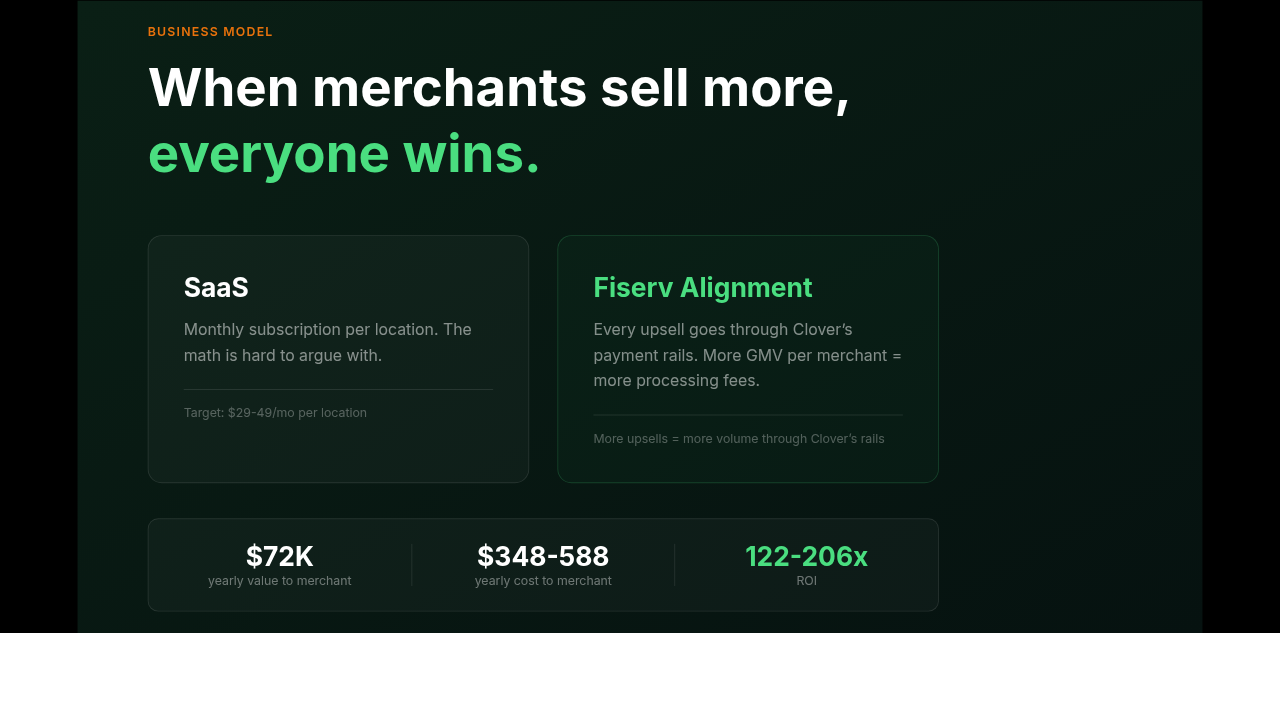 BUSINESS MODEL
When merchants sell more,
everyone wins.
SaaS
Monthly subscription per location. The
math is hard to argue with.
Target: $29-49/mo per location
Fiserv Alignment
Every upsell goes through Clover’s
payment rails. More GMV per merchant =
more processing fees.
More upsells = more volume through Clover’s rails
$72K
yearly value to merchant
$348-588
yearly cost to merchant
122-206x
ROI